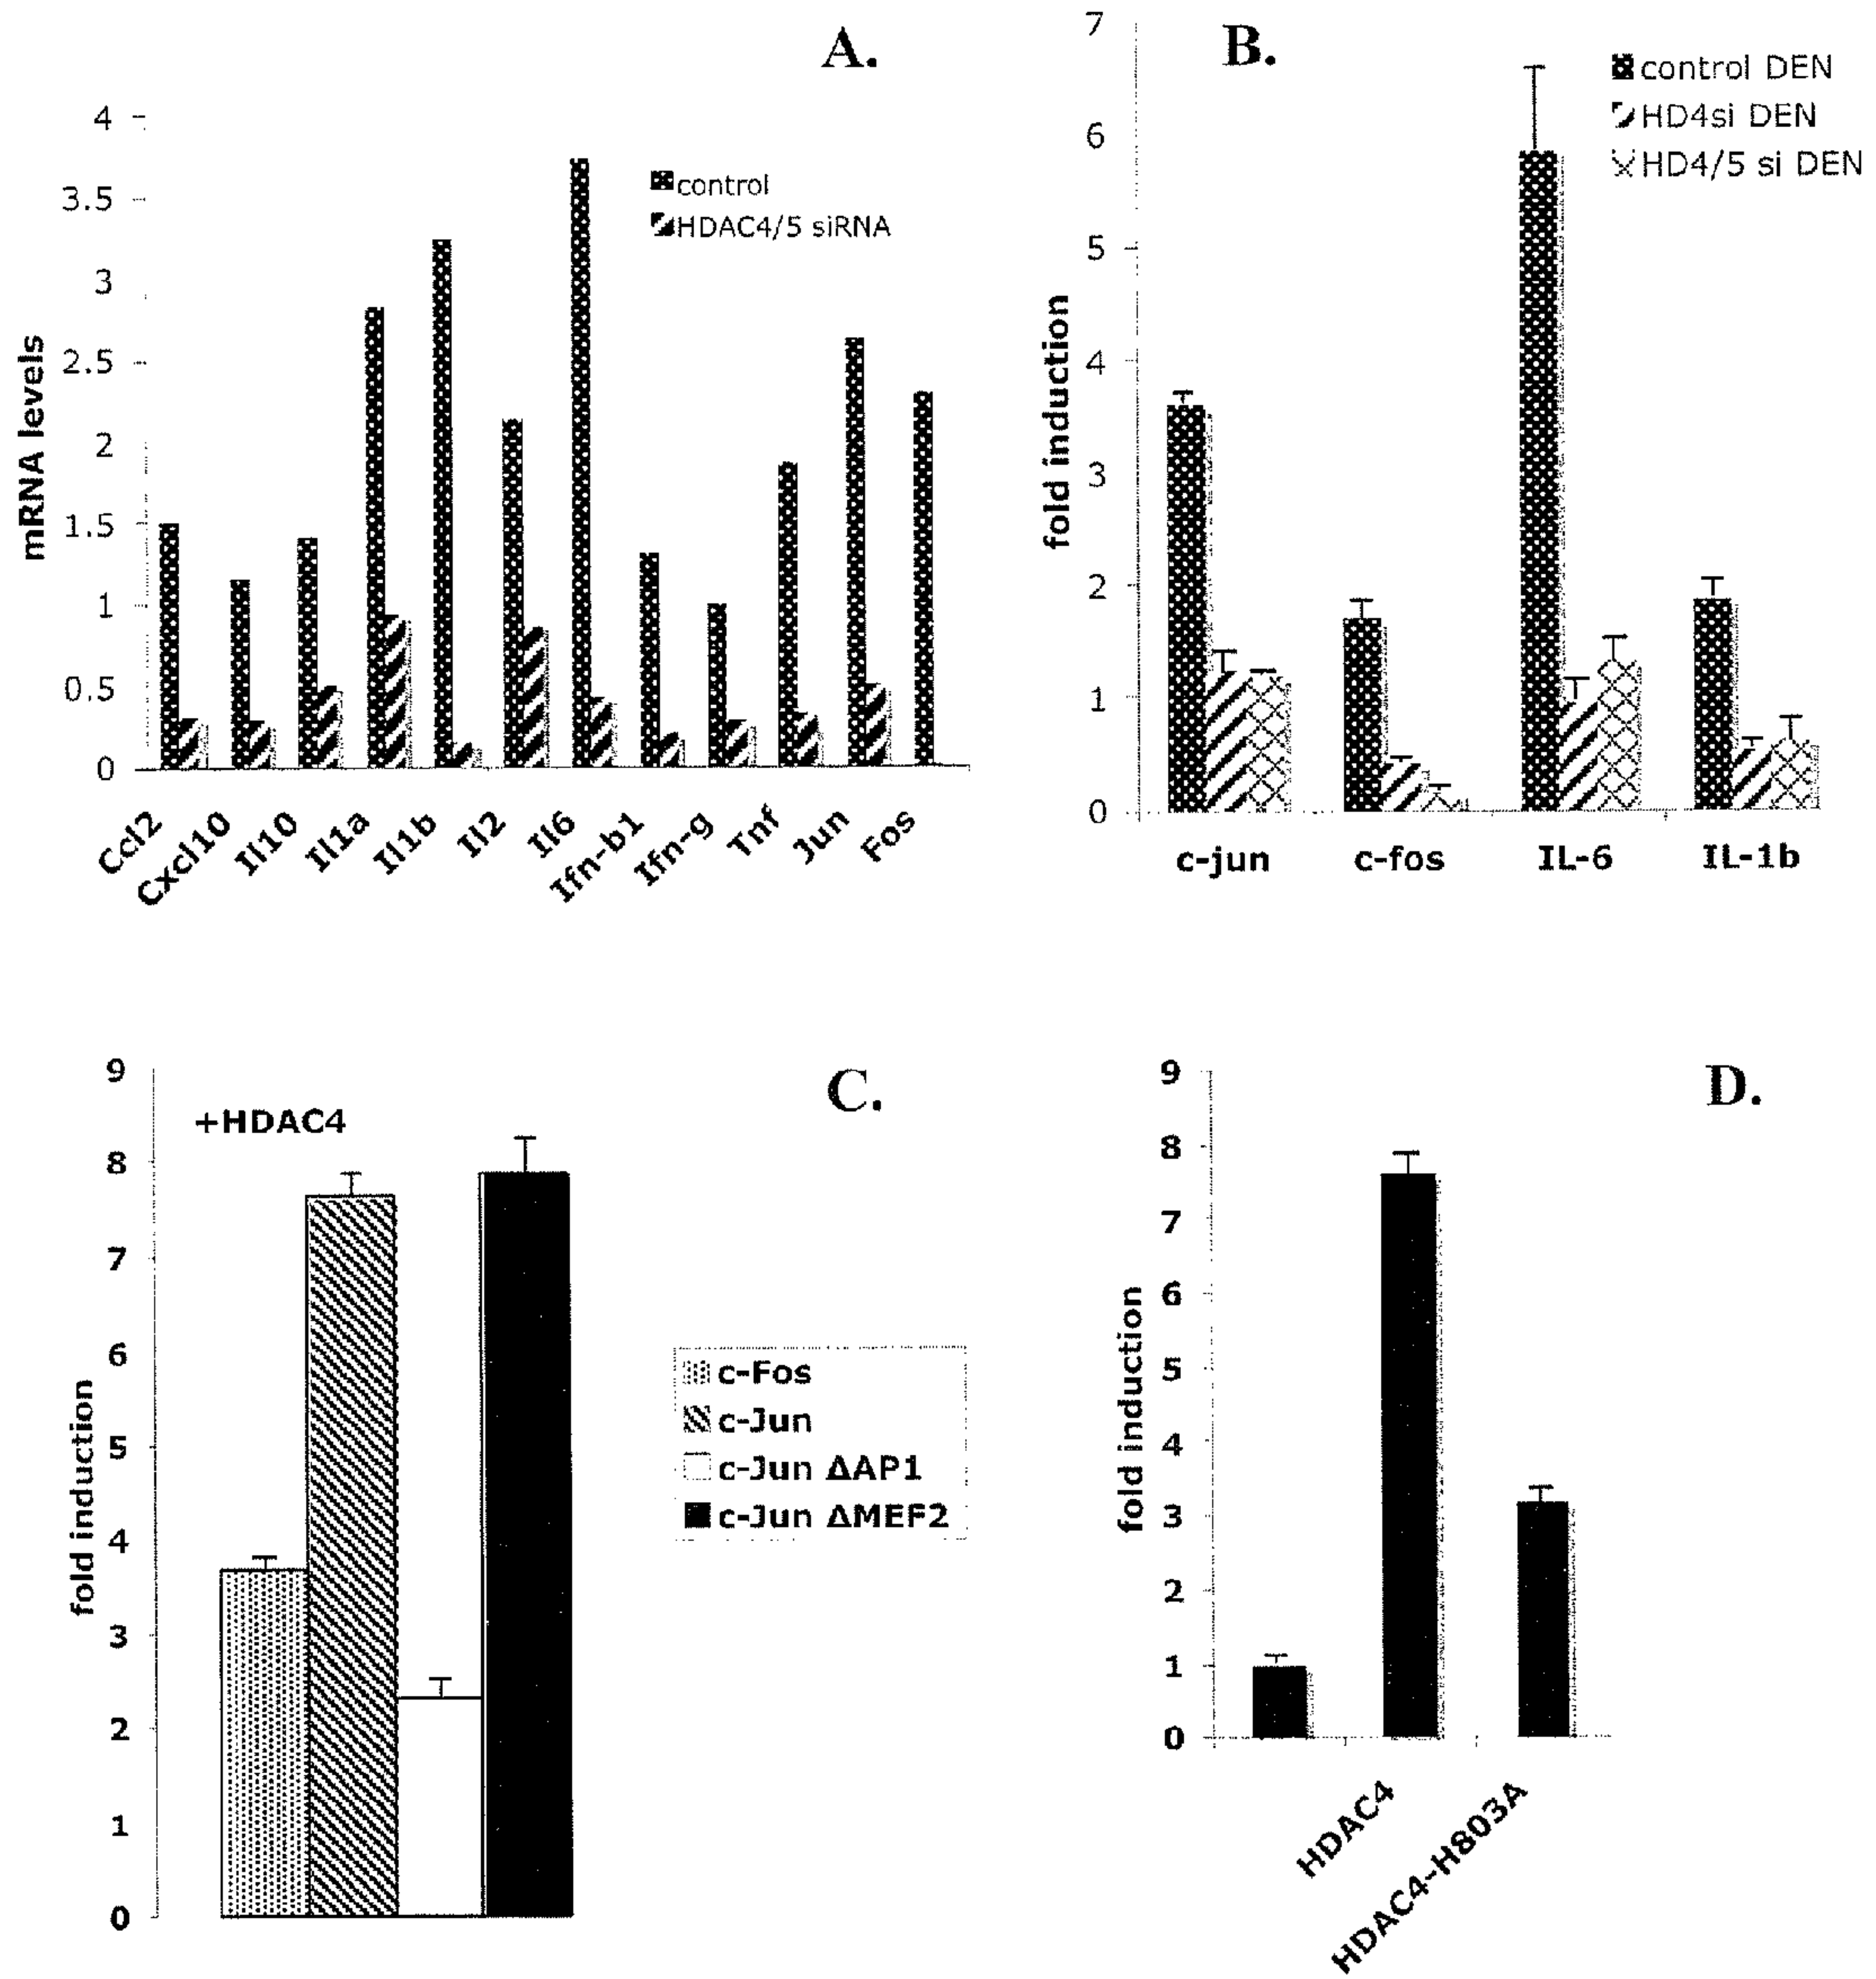 A.
4
3.5
3
2.5
2
1.5
1
0.5
0
mRNA levels
control
HDAC4/5 siRNA
Ccl2
Cxcl10
Il10
Il1a
Il1b
Il2
Il6
Ifn-b1
Ifn-g
Tnf
Jun
Fos
B.
7
6
5
4
3
2
1
0
fold induction
control DEN
HD4si DEN
HD4/5 si DEN
c-jun
c-fos
IL-6
IL-1b
C.
+HDAC4
9
8
7
6
5
4
3
2
1
0
fold induction
c-Fos
c-Jun
c-Jun ΔAP1
c-Jun ΔMEF2
D.
9
8
7
6
5
4
3
2
1
0
fold induction
HDAC4
HDAC4-H803A